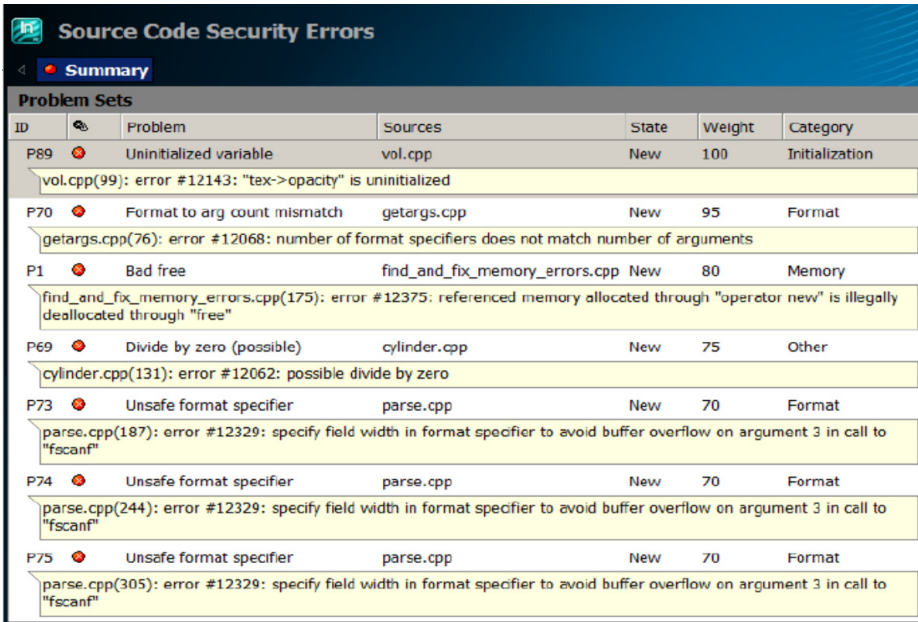 Source Code Security Errors
Summary
Problem Sets
ID Problem Sources State Weight Category
P89 Uninitialized variable vol.cpp New 100 Initialization
vol.cpp(99): error #12143: "tex->opacity" is uninitialized
P70 Format to arg count mismatch getargs.cpp New 95 Format
getargs.cpp(76): error #12068: number of format specifiers does not match number of arguments
P1 Bad free find_and_fix_memory_errors.cpp New 80 Memory
find_and_fix_memory_errors.cpp(175): error #12375: referenced memory allocated through "operator new" is illegally
deallocated through "free"
P69 Divide by zero (possible) cylinder.cpp New 75 Other
cylinder.cpp(131): error #12062: possible divide by zero
P73 Unsafe format specifier parse.cpp New 70 Format
parse.cpp(187): error #12329: specify field width in format specifier to avoid buffer overflow on argument 3 in call to
"fscanf"
P74 Unsafe format specifier parse.cpp New 70 Format
parse.cpp(244): error #12329: specify field width in format specifier to avoid buffer overflow on argument 3 in call to
"fscanf"
P75 Unsafe format specifier parse.cpp New 70 Format
parse.cpp(305): error #12329: specify field width in format specifier to avoid buffer overflow on argument 3 in call to
"fscanf"